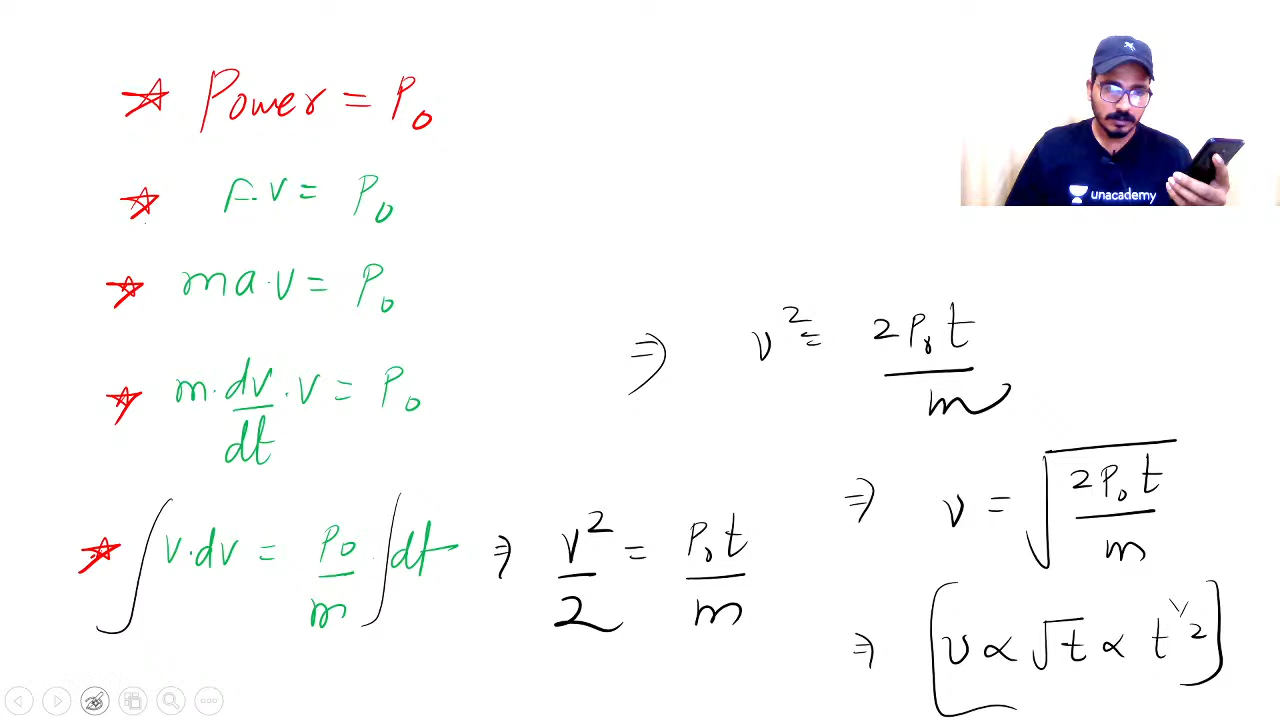 ☆ Power = P₀
☆ F.v = P₀
☆ ma.v = P₀
☆ m.dv/dt.v = P₀
☆ ∫v.dv = P₀/m.∫dt ⇒ v²/2 = P₀t/m
⇒ v² = 2P₀t/m
⇒ v = √(2P₀t/m)
⇒ [v ∝ √t ∝ t^1/2]
unacademy